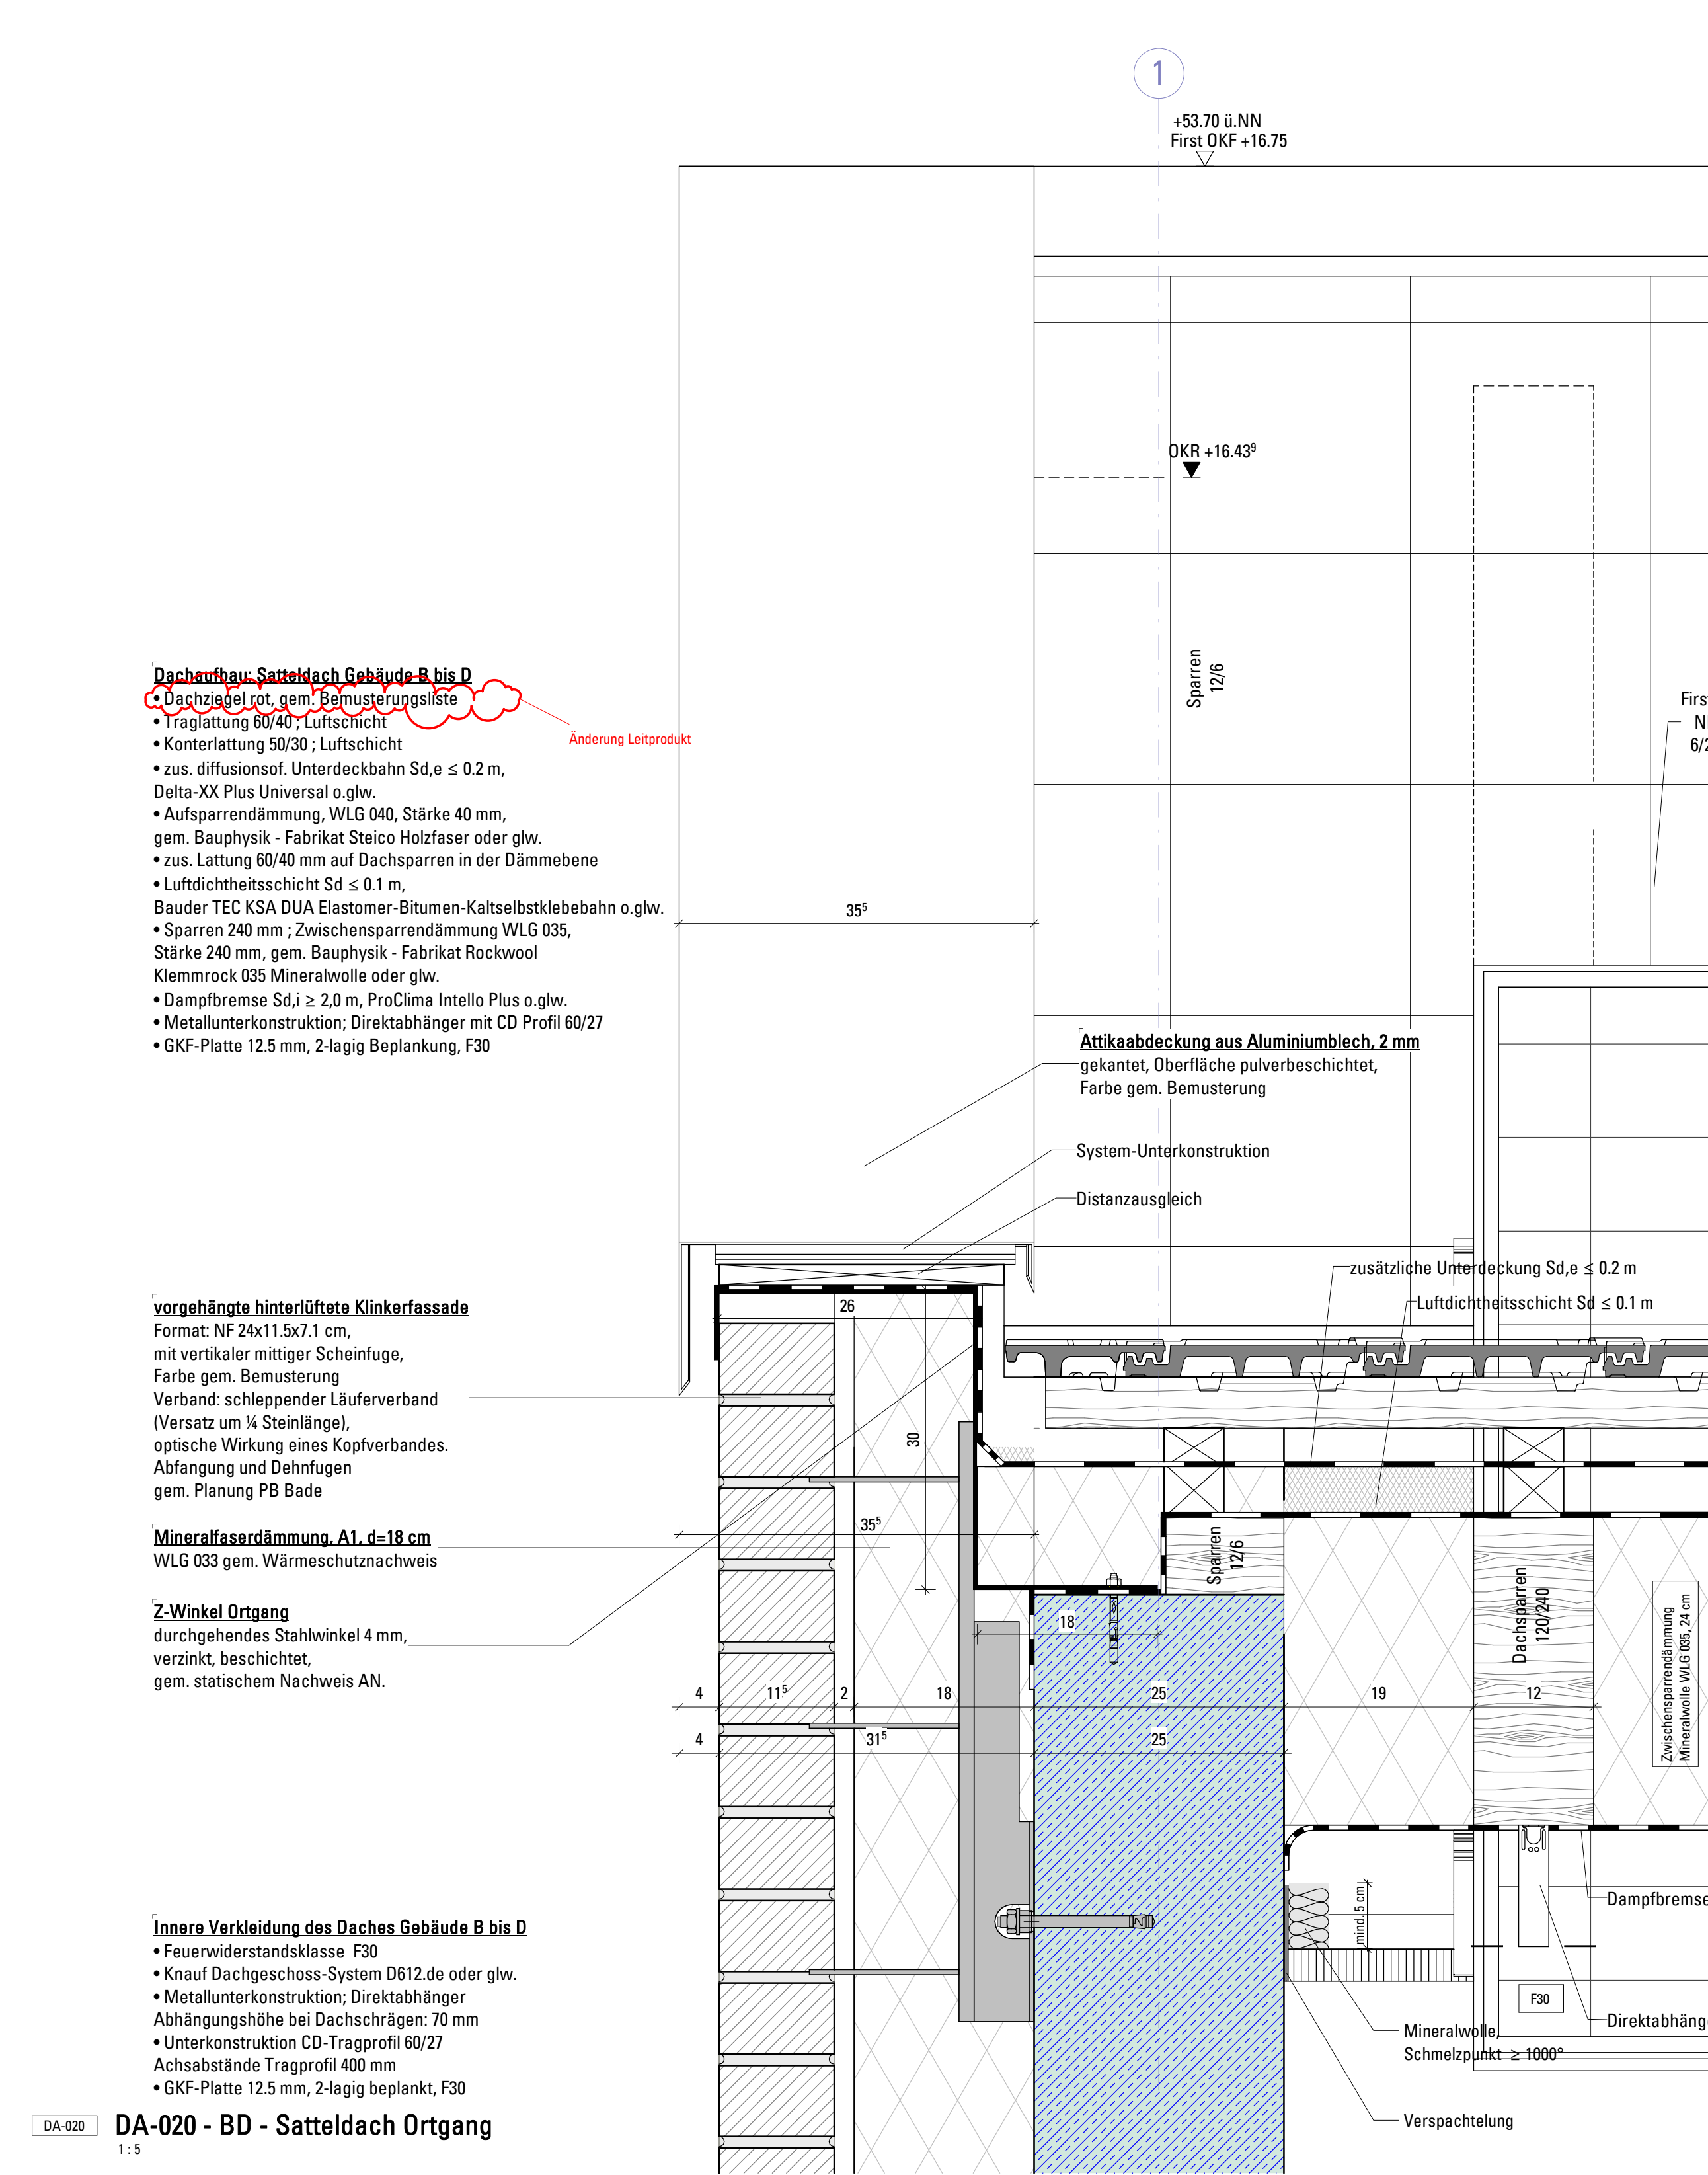 1
+53.70 ü.NN
First OKF +16.75
OKR +16.43⁹
Sparren
12/6
Dachaufbau: Satteldach Gebäude B bis D
• Dachziegel rot, gem. Bemusterungsliste
• Traglattung 60/40 ; Luftschicht
• Konterlattung 50/30 ; Luftschicht
• zus. diffusionsof. Unterdeckbahn Sd,e ≤ 0.2 m,
Delta-XX Plus Universal o.glw.
• Aufsparrendämmung, WLG 040, Stärke 40 mm,
gem. Bauphysik - Fabrikat Steico Holzfaser oder glw.
• zus. Lattung 60/40 mm auf Dachsparren in der Dämmebene
• Luftdichtheitsschicht Sd ≤ 0.1 m,
Bauder TEC KSA DUA Elastomer-Bitumen-Kaltselbstklebebahn o.glw.
• Sparren 240 mm ; Zwischensparrendämmung WLG 035,
Stärke 240 mm, gem. Bauphysik - Fabrikat Rockwool
Klemmrock 035 Mineralwolle oder glw.
• Dampfbremse Sd,i ≥ 2,0 m, ProClima Intello Plus o.glw.
• Metallunterkonstruktion; Direktabhänger mit CD Profil 60/27
• GKF-Platte 12.5 mm, 2-lagig Beplankung, F30
Änderung Leitprodukt
Firs
N
6/2
35⁵
Attikaabdeckung aus Aluminiumblech, 2 mm
gekantet, Oberfläche pulverbeschichtet,
Farbe gem. Bemusterung
System-Unterkonstruktion
Distanzausgleich
zusätzliche Unterdeckung Sd,e ≤ 0.2 m
Luftdichtheitsschicht Sd ≤ 0.1 m
vorgehängte hinterlüftete Klinkerfassade
Format: NF 24x11.5x7.1 cm,
mit vertikaler mittiger Scheinfuge,
Farbe gem. Bemusterung
Verband: schleppender Läuferverband
(Versatz um ¼ Steinlänge),
optische Wirkung eines Kopfverbandes.
Abfangung und Dehnfugen
gem. Planung PB Bade
Mineralfaserdämmung, A1, d=18 cm
WLG 033 gem. Wärmeschutznachweis
Z-Winkel Ortgang
durchgehendes Stahlwinkel 4 mm,
verzinkt, beschichtet,
gem. statischem Nachweis AN.
26
30
35⁵
18
Sparren
12/6
Dachsparren
120/240
Zwischensparrendämmung
Mineralwolle WLG 035, 24 cm
4 11⁵ 2 18 25 19 12
4 31⁵ 25
mind. 5 cm
Dampfbremse
F30
Direktabhäng
Mineralwolle,
Schmelzpunkt ≥ 1000°
Verspachtelung
Innere Verkleidung des Daches Gebäude B bis D
• Feuerwiderstandsklasse F30
• Knauf Dachgeschoss-System D612.de oder glw.
• Metallunterkonstruktion; Direktabhänger
Abhängungshöhe bei Dachschrägen: 70 mm
• Unterkonstruktion CD-Tragprofil 60/27
Achsabstände Tragprofil 400 mm
• GKF-Platte 12.5 mm, 2-lagig beplankt, F30
DA-020 DA-020 - BD - Satteldach Ortgang
1 : 5